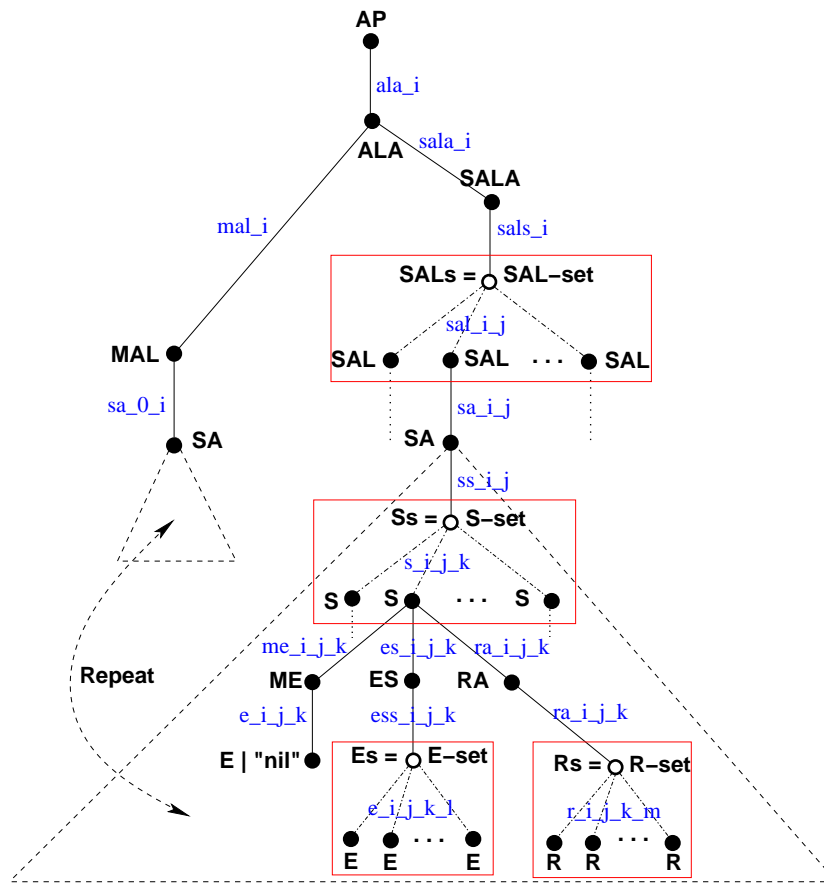 AP
ala_i
ALA
sala_i
SALA
mal_i
sals_i
SALs = SAL-set
sal_i_j
MAL
SAL SAL . . . SAL
sa_0_i
sa_i_j
SA
SA
ss_i_j
Ss = S-set
s_i_j_k
S S . . . S
me_i_j_k es_i_j_k ra_i_j_k
Repeat
ME ES RA
e_i_j_k ess_i_j_k ra_i_j_k
E | "nil"
Es = E-set
Rs = R-set
e_i_j_k_l
r_i_j_k_m
. . .
. . .
E E E
R R R